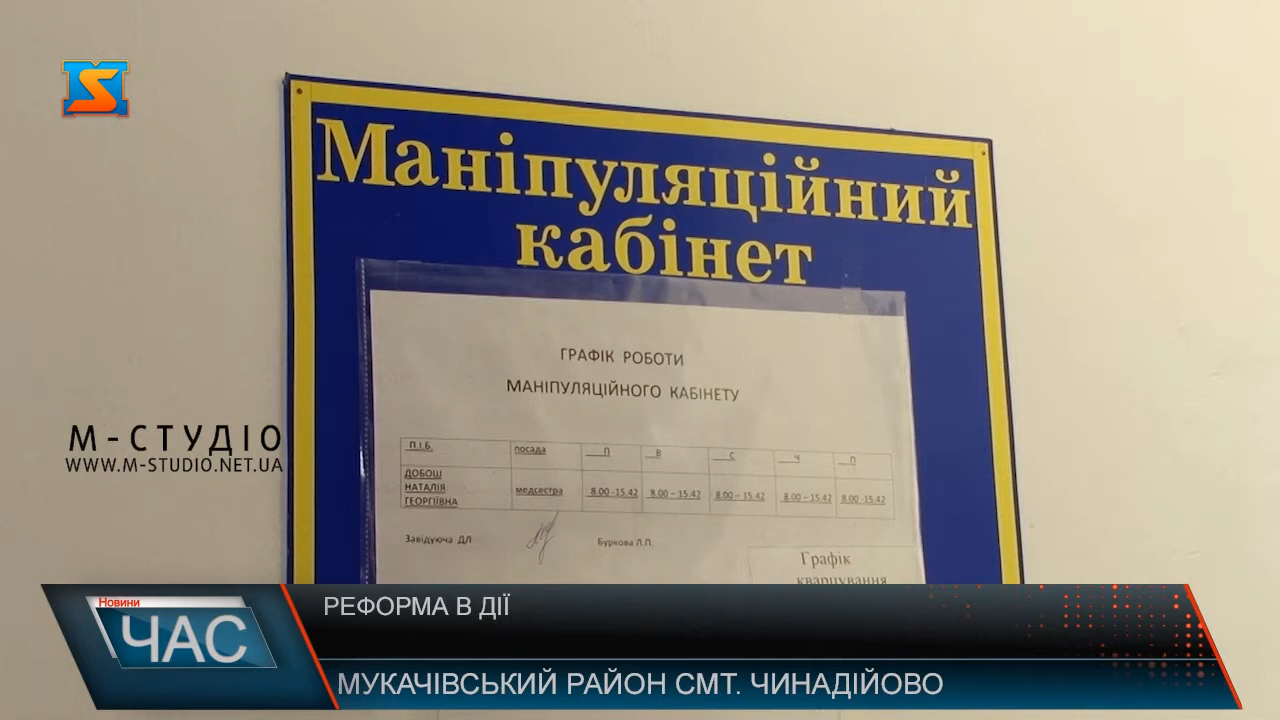 Маніпуляційний
кабінет
ГРАФІК РОБОТИ
МАНІПУЛЯЦІЙНОГО КАБІНЕТУ
П.І.Б. посада П В С Ч П
ДОБОШ
НАТАЛІЯ медсестра 8.00 -15.42 8.00 – 15.42 8.00 – 15.42 8.00 – 15.42 8.00 -15.42
ГЕОРГІЇВНА
Завідуюча ДЛ Буркова Л.П.
Графік
кварцування
М-СТУДІО
WWW.M-STUDIO.NET.UA
Новини
ЧАС
РЕФОРМА В ДІЇ
МУКАЧІВСЬКИЙ РАЙОН СМТ. ЧИНАДІЙОВО